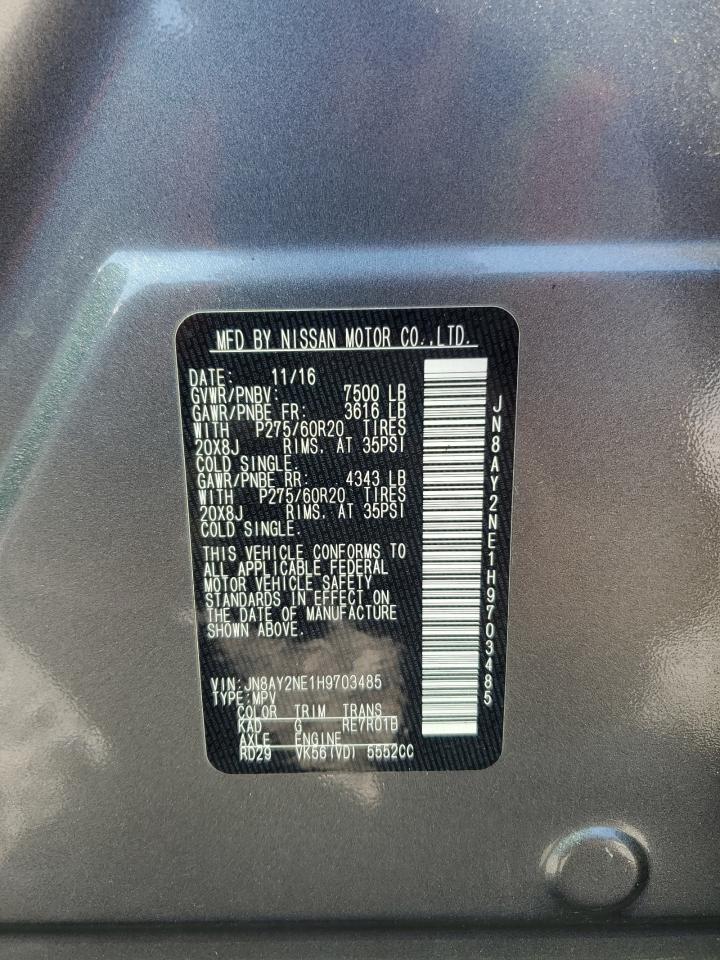 MFD BY NISSAN MOTOR CO.,LTD.
DATE: 11/16
GVWR/PNBV: 7500 LB
GAWR/PNBE FR: 3616 LB
WITH P275/60R20 TIRES
20X8J RIMS, AT 35PSI
COLD SINGLE.
GAWR/PNBE RR: 4343 LB
WITH P275/60R20 TIRES
20X8J RIMS, AT 35PSI
COLD SINGLE.
THIS VEHICLE CONFORMS TO
ALL APPLICABLE FEDERAL
MOTOR VEHICLE SAFETY
STANDARDS IN EFFECT ON
THE DATE OF MANUFACTURE
SHOWN ABOVE.
VIN:JN8AY2NE1H9703485
TYPE:MPV
COLOR TRIM TRANS
KAD G RE7R01B
AXLE ENGINE
RD29 VK56(VD) 5552CC
JN8AY2NE1H9703485